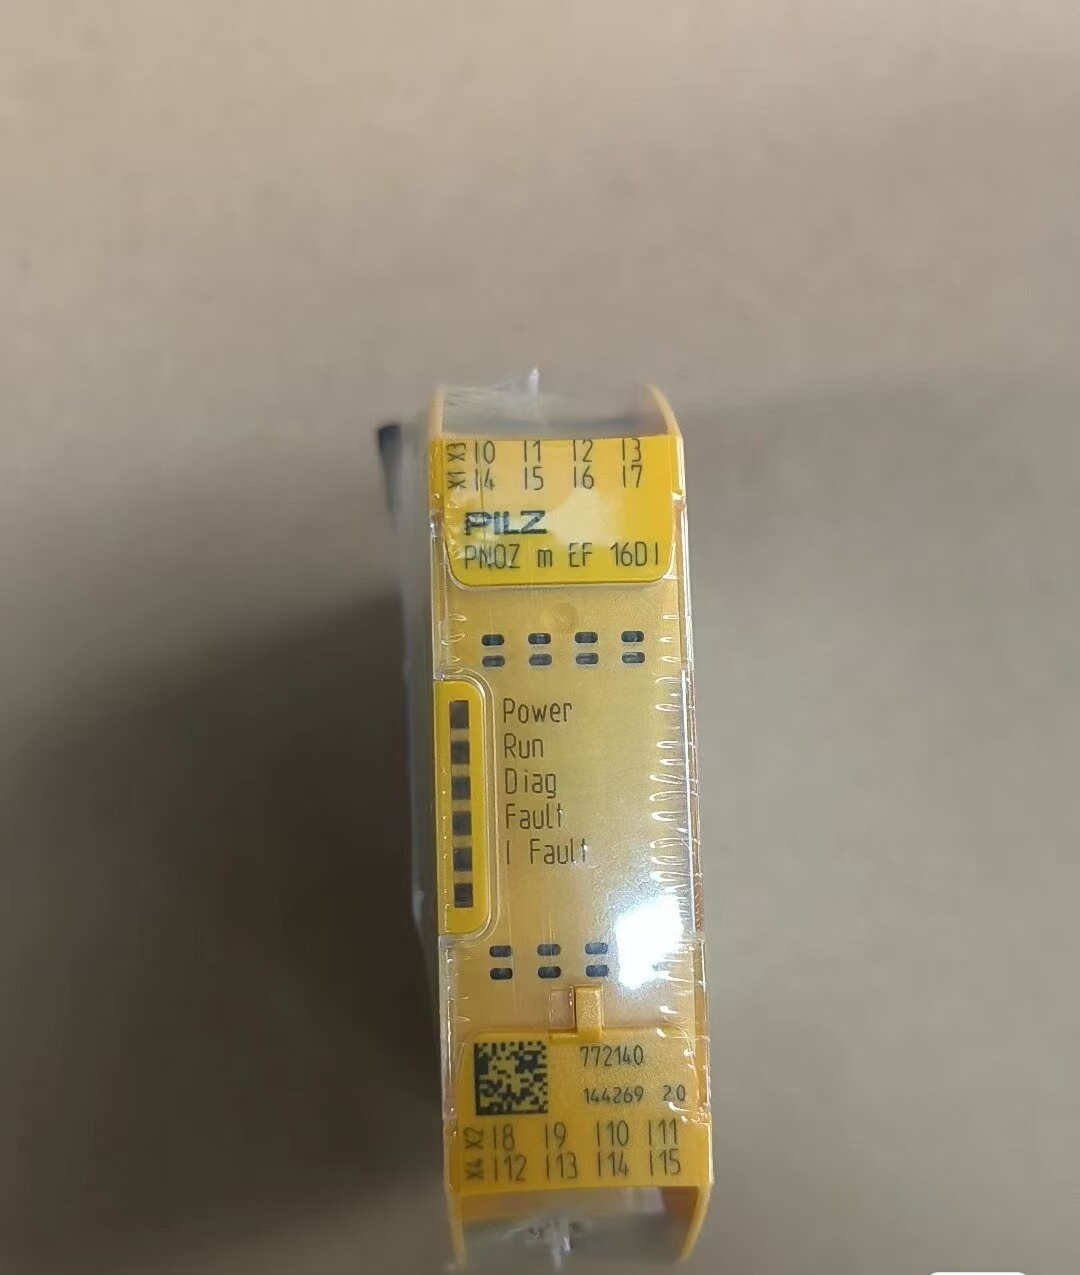 X3 I0 I1 I2 I3
X1 I4 I5 I6 I7
PILZ
PNOZ m EF 16DI
Power
Run
Diag
Fault
I Fault
772140
144269 2.0
X2 I8 I9 I10 I11
X4 I12 I13 I14 I15